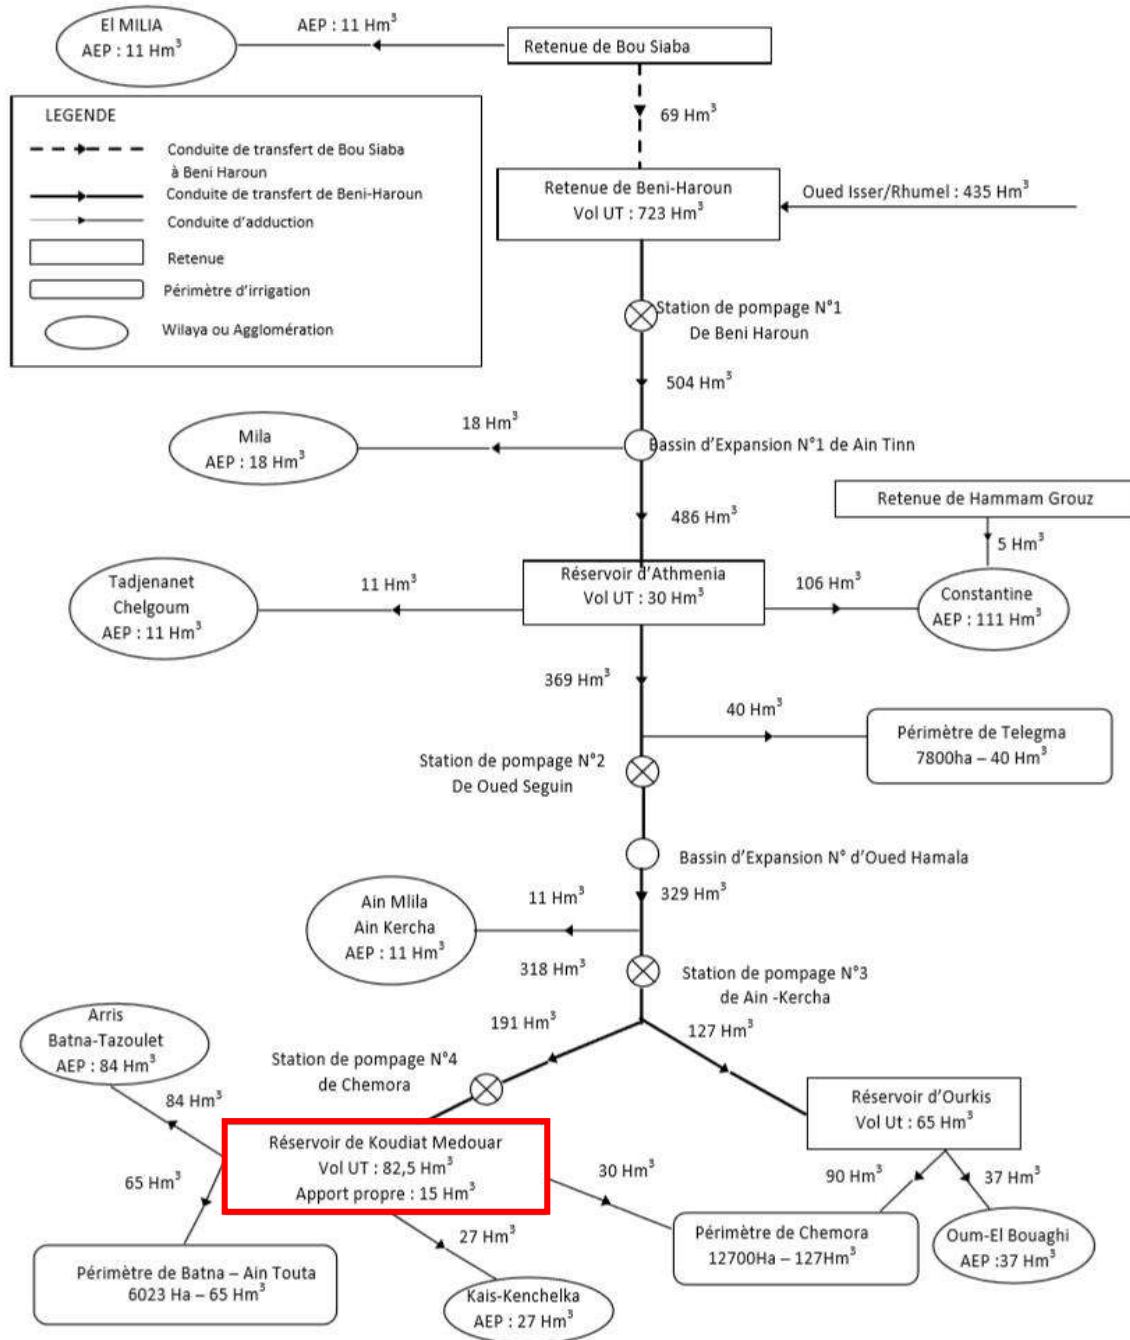 El MILIA
AEP : 11 Hm³
AEP : 11 Hm³
Retenue de Bou Siaba
69 Hm³
LEGENDE
Conduite de transfert de Bou Siaba
à Beni Haroun
Conduite de transfert de Beni-Haroun
Conduite d'adduction
Retenue
Périmètre d'irrigation
Wilaya ou Agglomération
Retenue de Beni-Haroun
Vol UT : 723 Hm³
Oued Isser/Rhumel : 435 Hm³
Station de pompage N°1
De Beni Haroun
504 Hm³
Mila
AEP : 18 Hm³
18 Hm³
Bassin d'Expansion N°1 de Ain Tinn
486 Hm³
Retenue de Hammam Grouz
5 Hm³
Tadjenanet
Chelgoum
AEP : 11 Hm³
11 Hm³
Réservoir d'Athmenia
Vol UT : 30 Hm³
106 Hm³
Constantine
AEP : 111 Hm³
369 Hm³
40 Hm³
Périmètre de Telegma
7800ha – 40 Hm³
Station de pompage N°2
De Oued Seguin
Bassin d'Expansion N° d'Oued Hamala
329 Hm³
Ain Mlila
Ain Kercha
AEP : 11 Hm³
11 Hm³
318 Hm³
Station de pompage N°3
de Ain -Kercha
191 Hm³
127 Hm³
Arris
Batna-Tazoulet
AEP : 84 Hm³
Station de pompage N°4
de Chemora
84 Hm³
Réservoir d'Ourkis
Vol Ut : 65 Hm³
Réservoir de Koudiat Medouar
Vol UT : 82,5 Hm³
Apport propre : 15 Hm³
65 Hm³
30 Hm³
90 Hm³
37 Hm³
27 Hm³
Périmètre de Batna – Ain Touta
6023 Ha – 65 Hm³
Kais-Kenchelka
AEP : 27 Hm³
Périmètre de Chemora
12700Ha – 127Hm³
Oum-El Bouaghi
AEP :37 Hm³